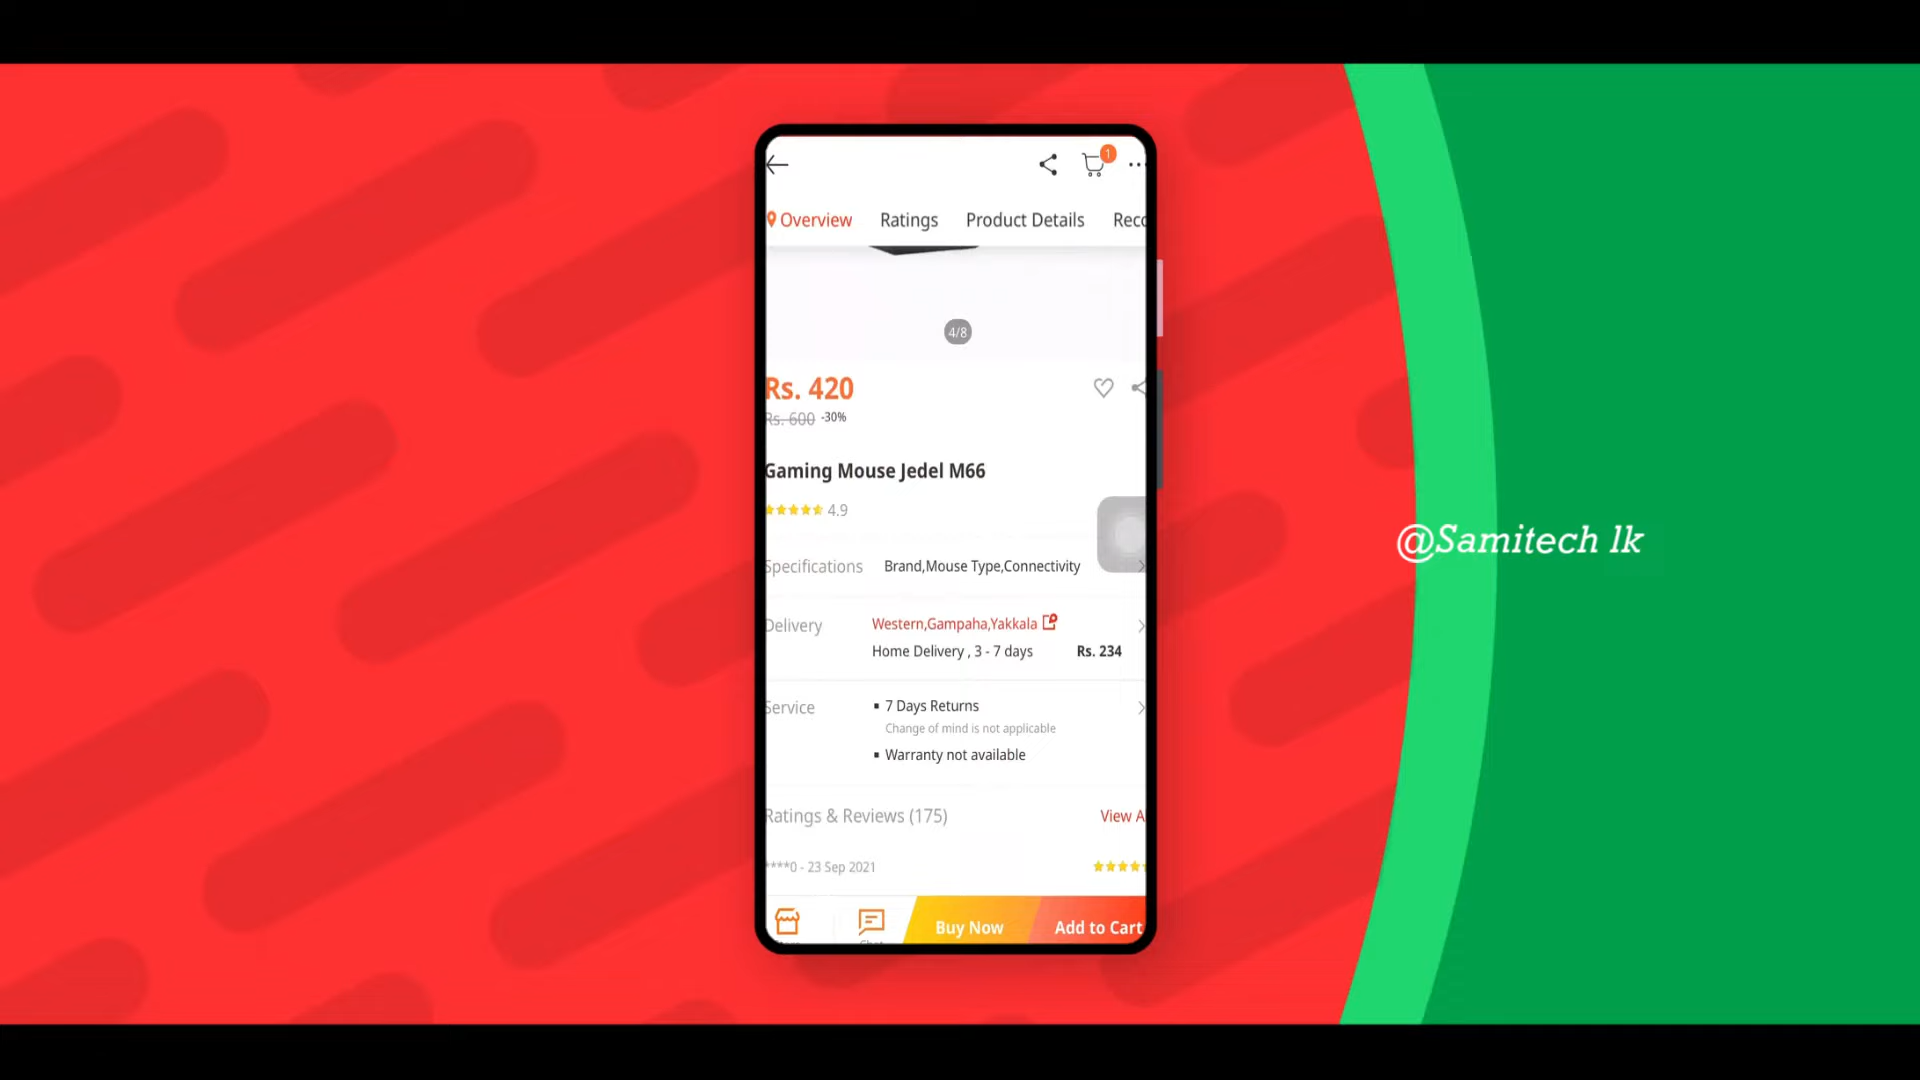 1
Overview Ratings Product Details Reco
4/8
Rs. 420
Rs. 600 -30%
Gaming Mouse Jedel M66
4.9
Specifications Brand,Mouse Type,Connectivity
Delivery Western,Gampaha,Yakkala
Home Delivery , 3 - 7 days Rs. 234
Service ▪ 7 Days Returns
Change of mind is not applicable
▪ Warranty not available
Ratings & Reviews (175) View A
****0 - 23 Sep 2021
Buy Now Add to Cart
@Samitech lk